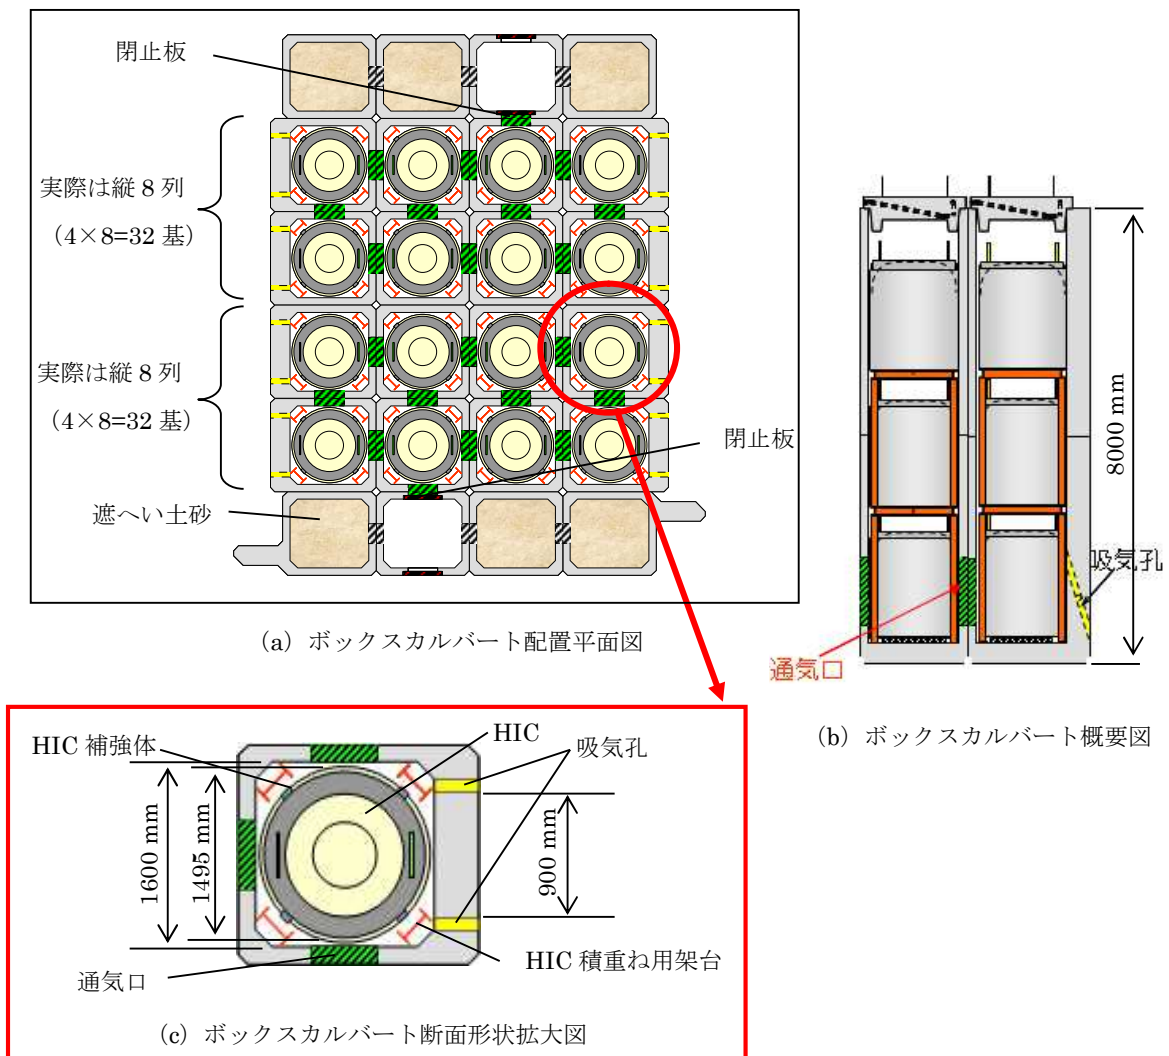 閉止板
実際は縦 8 列
（4×8=32 基）
実際は縦 8 列
（4×8=32 基）
閉止板
遮へい土砂
(a) ボックスカルバート配置平面図
8000 mm
吸気孔
通気口
(b) ボックスカルバート概要図
HIC 補強体
HIC
吸気孔
1600 mm
1495 mm
900 mm
HIC 積重ね用架台
通気口
(c) ボックスカルバート断面形状拡大図